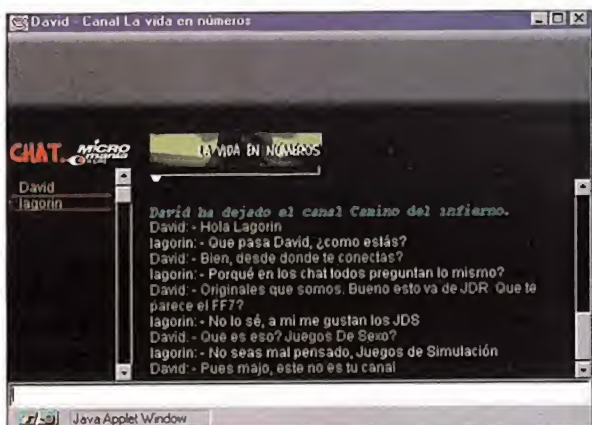 David - Canal La vida en números
CHAT. MICRO manía
LA VIDA EN NÚMEROS
David
lagorin
David ha dejado el canal Camino del infierno.
David: - Hola Lagorin
lagorin: - Que pasa David, ¿como estás?
David: - Bien, desde donde te conectas?
lagorin: - Porqué en los chat todos preguntan lo mismo?
David: - Originales que somos. Bueno esto va de JDR. Que te
parece el FF7?
lagorin: - No lo sé, a mi me gustan los JDS
David: - Que es eso? Juegos De Sexo?
lagorin: - No seas mal pensado, Juegos de Simulación
David: - Pues majo, este no es tu canal
Java Applet Window